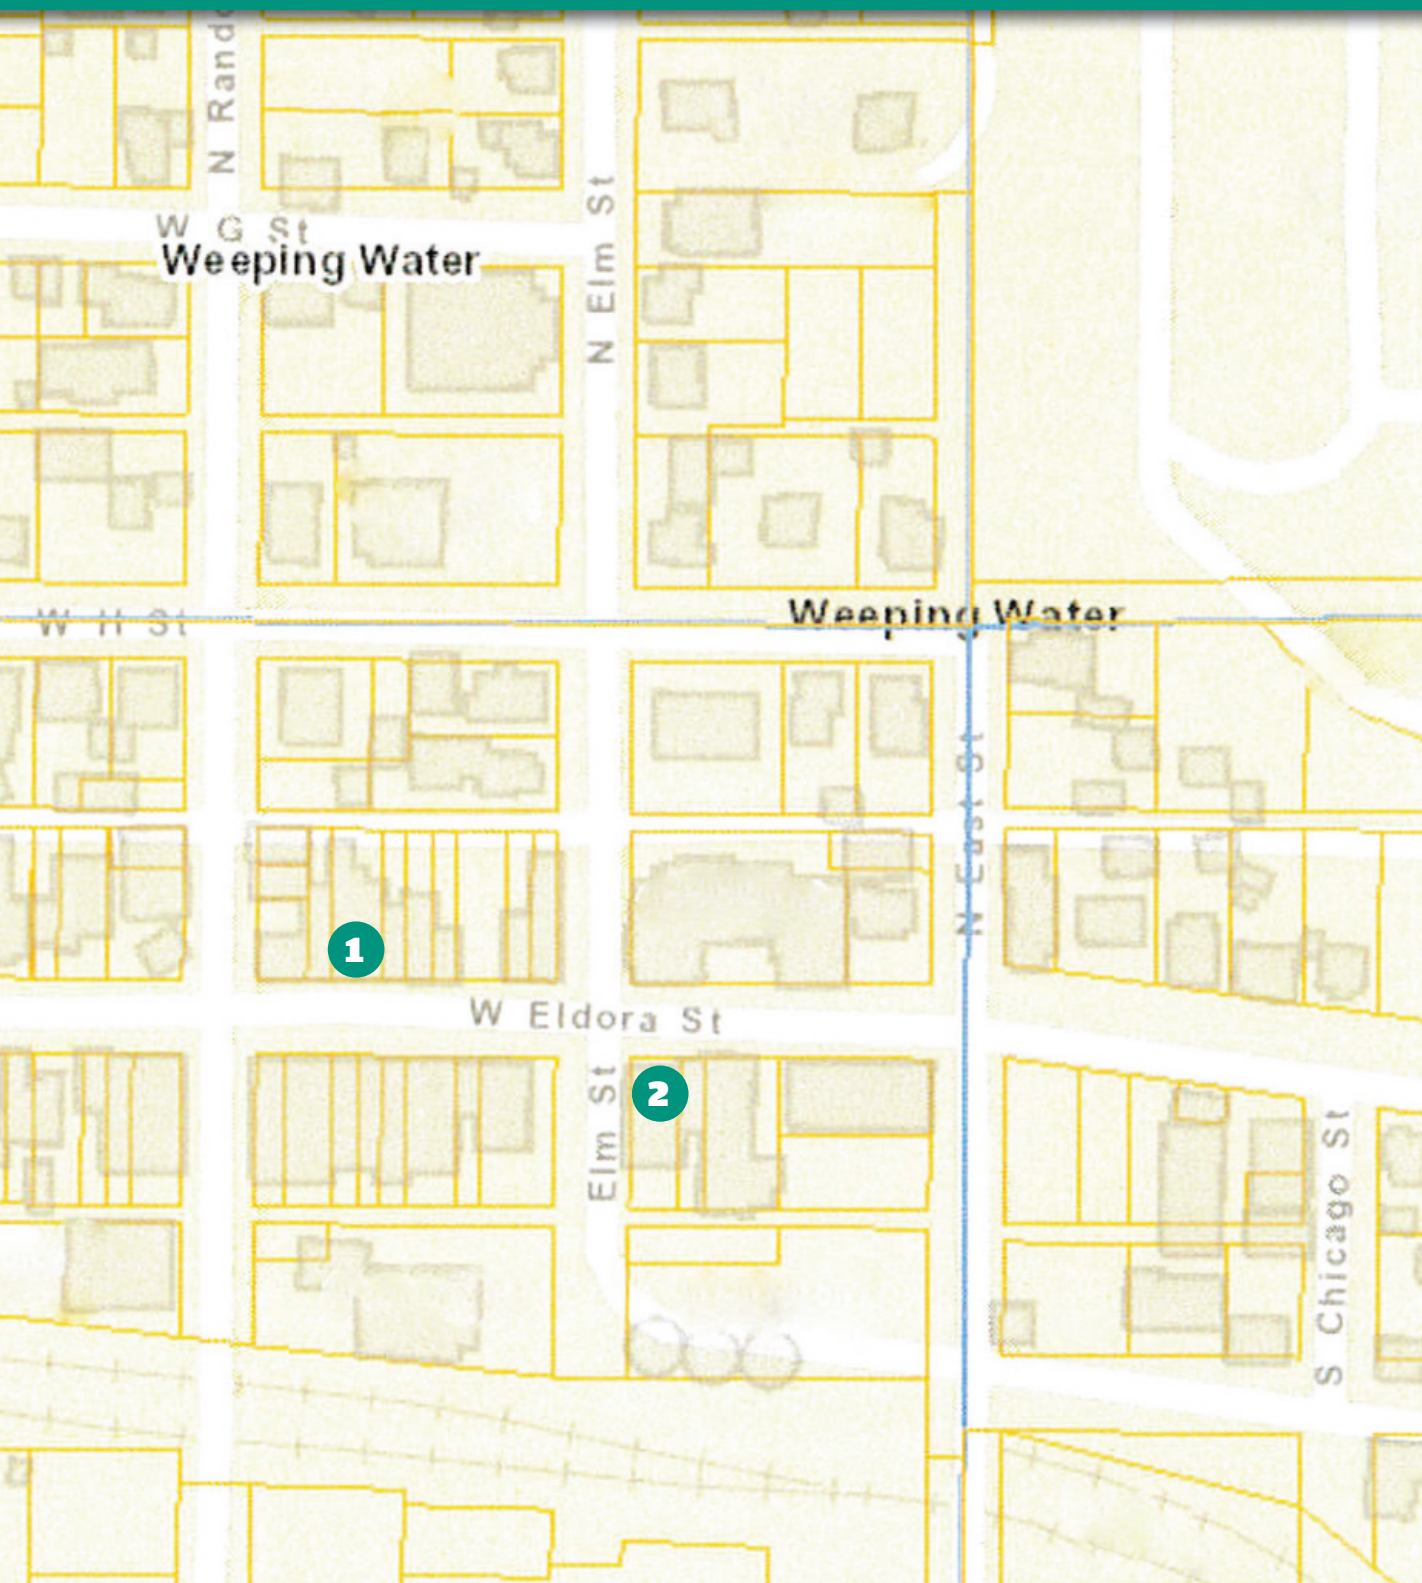 N Rand
W G St
Weeping Water
N Elm St
W H St
Weeping Water
N East St
1
W Eldora St
2
Elm St
S Chicago St